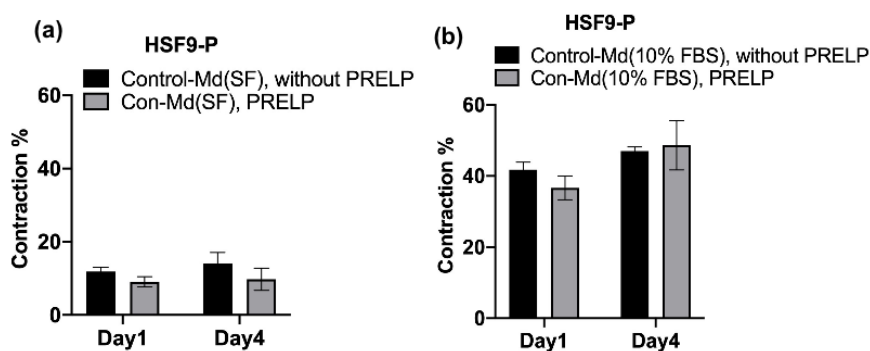 (a)
HSF9-P
Control-Md(SF), without PRELP
Con-Md(SF), PRELP
Contraction %
60
40
20
0
Day1 Day4
(b)
HSF9-P
Control-Md(10% FBS), without PRELP
Con-Md(10% FBS), PRELP
Contraction %
60
40
20
0
Day1 Day4